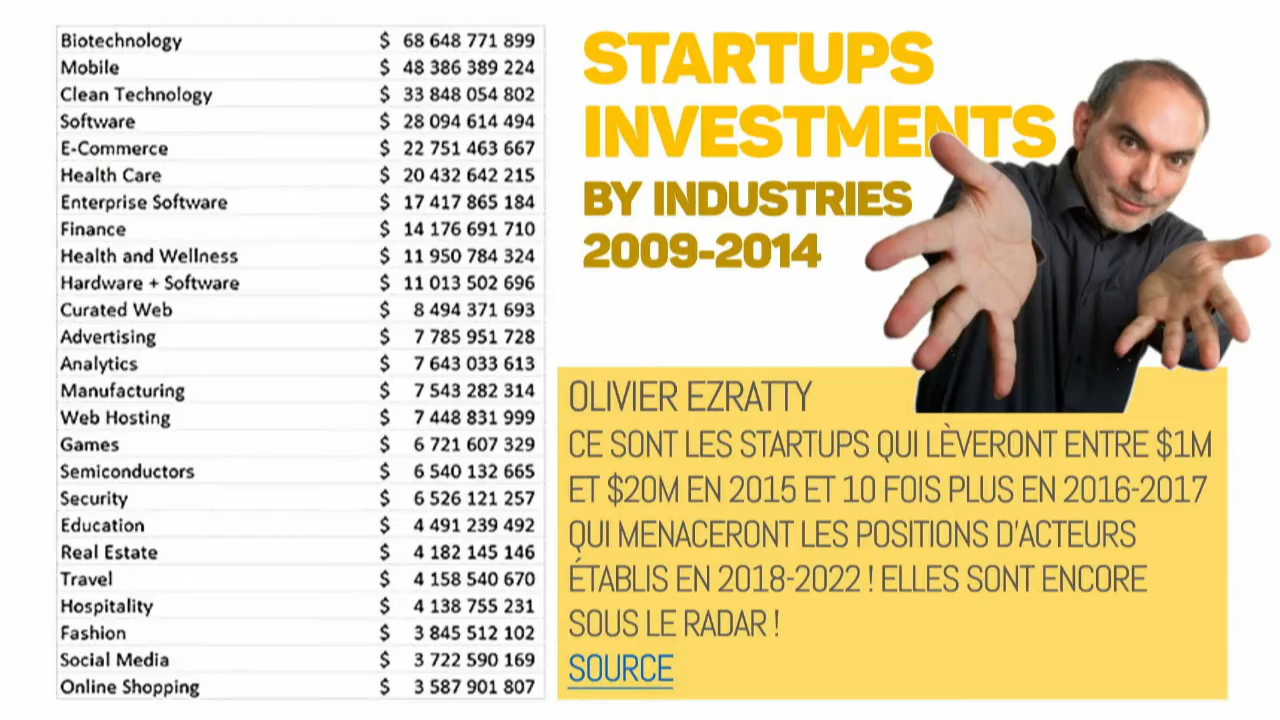 Biotechnology $ 68 648 771 899
Mobile $ 48 386 389 224
Clean Technology $ 33 848 054 802
Software $ 28 094 614 494
E-Commerce $ 22 751 463 667
Health Care $ 20 432 642 215
Enterprise Software $ 17 417 865 184
Finance $ 14 176 691 710
Health and Wellness $ 11 950 784 324
Hardware + Software $ 11 013 502 696
Curated Web $ 8 494 371 693
Advertising $ 7 785 951 728
Analytics $ 7 643 033 613
Manufacturing $ 7 543 282 314
Web Hosting $ 7 448 831 999
Games $ 6 721 607 329
Semiconductors $ 6 540 132 665
Security $ 6 526 121 257
Education $ 4 491 239 492
Real Estate $ 4 182 145 146
Travel $ 4 158 540 670
Hospitality $ 4 138 755 231
Fashion $ 3 845 512 102
Social Media $ 3 722 590 169
Online Shopping $ 3 587 901 807
STARTUPS
INVESTMENTS
BY INDUSTRIES
2009-2014
OLIVIER EZRATTY
CE SONT LES STARTUPS QUI LÈVERONT ENTRE $1M
ET $20M EN 2015 ET 10 FOIS PLUS EN 2016-2017
QUI MENACERONT LES POSITIONS D'ACTEURS
ÉTABLIS EN 2018-2022 ! ELLES SONT ENCORE
SOUS LE RADAR !
SOURCE